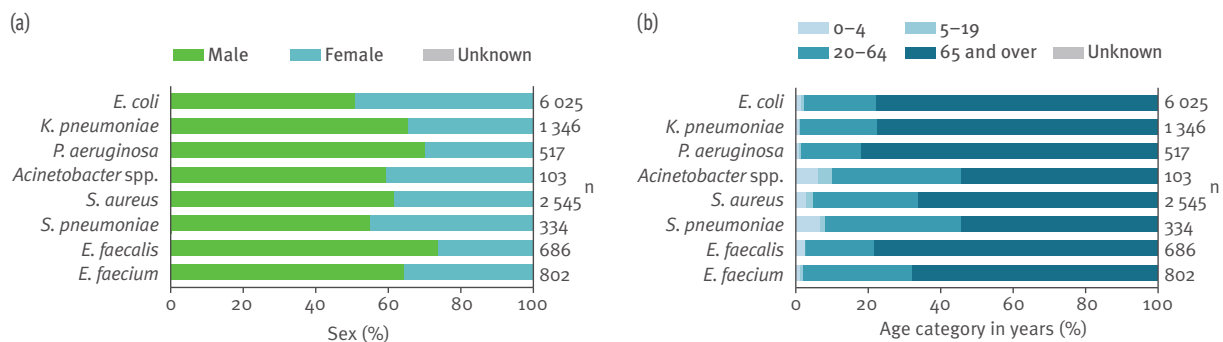 (a)
Male Female Unknown
E. coli 6 025
K. pneumoniae 1 346
P. aeruginosa 517
Acinetobacter spp. 103
n
S. aureus 2 545
S. pneumoniae 334
E. faecalis 686
E. faecium 802
0 20 40 60 80 100
Sex (%)
(b)
0–4 5–19
20–64 65 and over Unknown
E. coli 6 025
K. pneumoniae 1 346
P. aeruginosa 517
Acinetobacter spp. 103
n
S. aureus 2 545
S. pneumoniae 334
E. faecalis 686
E. faecium 802
0 20 40 60 80 100
Age category in years (%)